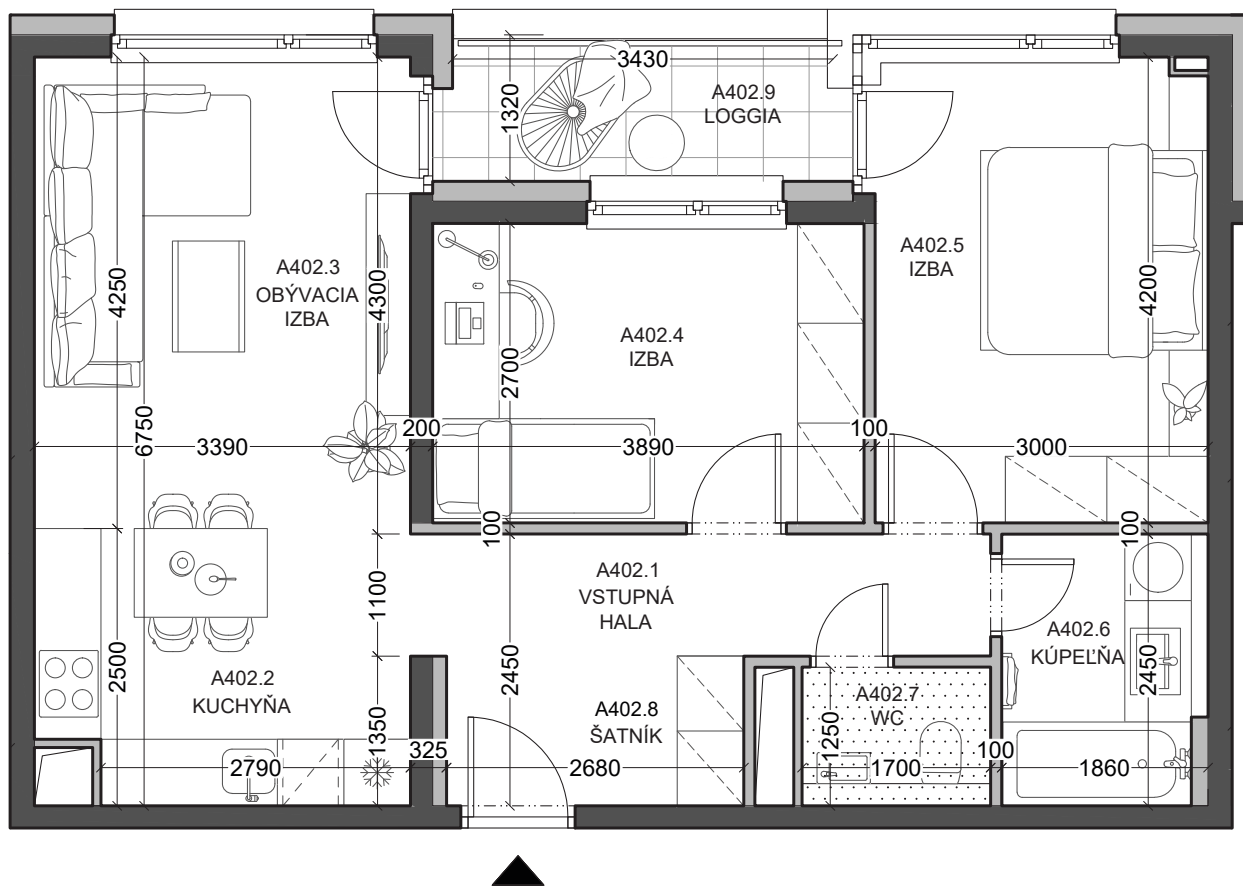 3430
1320
A402.9
LOGGIA
A402.3
OBÝVACIA
IZBA
4250
6750
4300
A402.5
IZBA
4200
A402.4
IZBA
2700
3390
200
3890
100
3000
100
100
A402.1
VSTUPNÁ
HALA
1100
2500
A402.2
KUCHYŇA
2450
A402.6
KÚPEĽŇA
2450
A402.7
WC
A402.8
ŠATNÍK
1350
1250
325
100
2790
2680
1700
1860